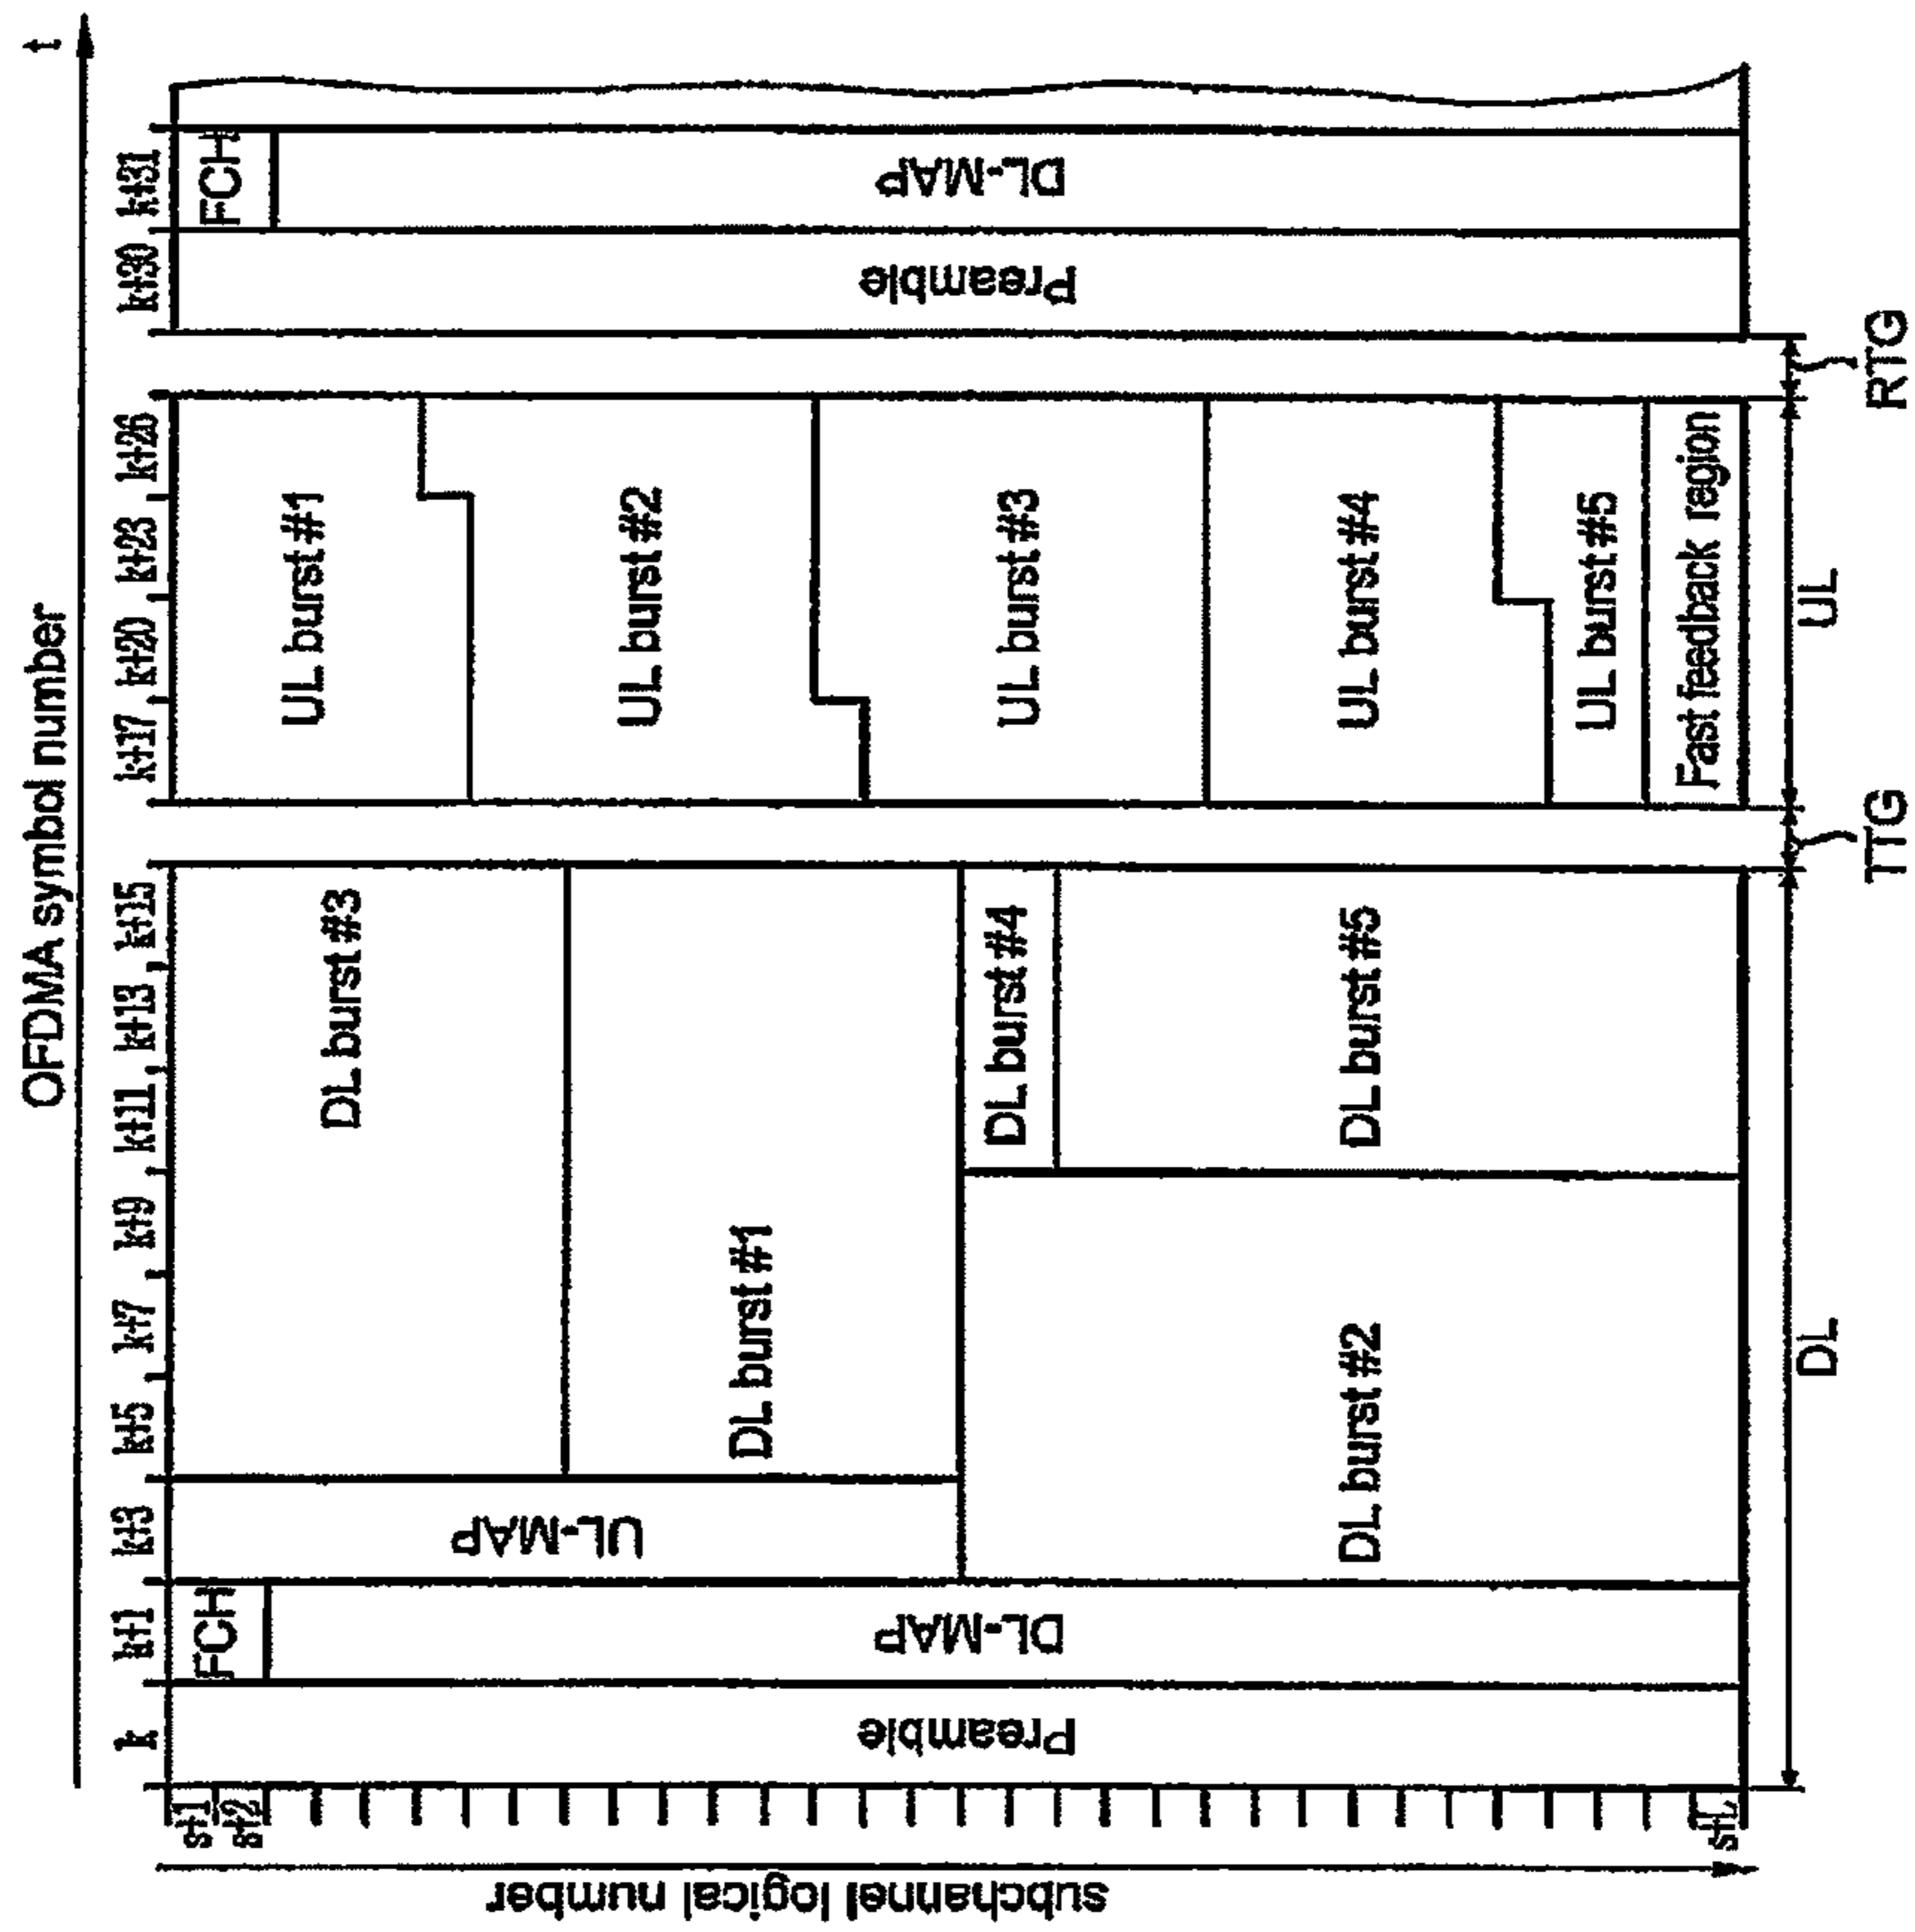 OFDMA symbol number
t
k
k+1
k+3
k+5
k+7
k+9
k+11
k+13
k+15
k+17
k+20
k+23
k+26
k+30
k+31
subchannel logical number
s+1
s+2
s+L
Preamble
FCH
DL-MAP
UL-MAP
DL burst #3
DL burst #1
DL burst #2
DL burst #4
DL burst #5
UL burst #1
UL burst #2
UL burst #3
UL burst #4
UL burst #5
Fast feedback region
Preamble
FCH
DL-MAP
DL
TTG
UL
RTG